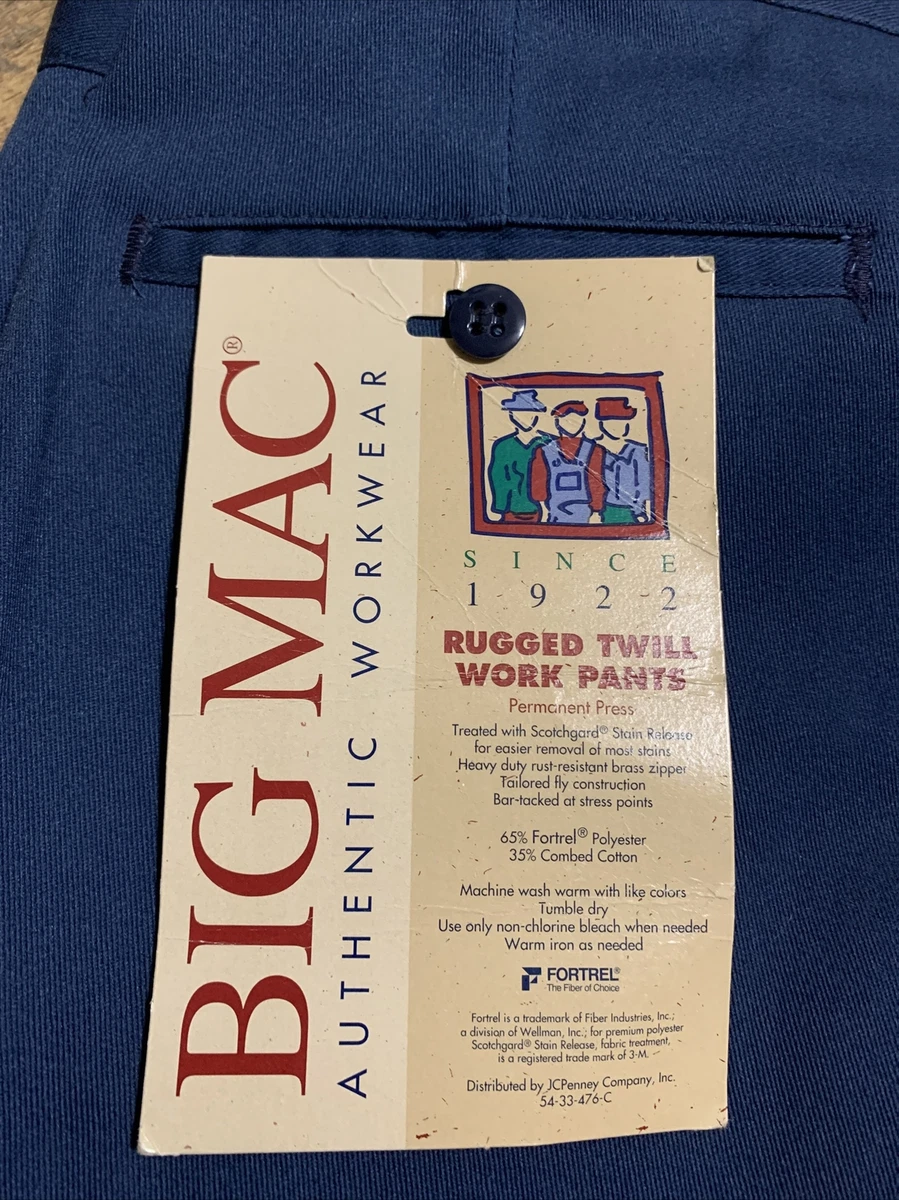 BIG MAC®
AUTHENTIC WORKWEAR
SINCE
1922
RUGGED TWILL
WORK PANTS
Permanent Press
Treated with Scotchgard® Stain Release
for easier removal of most stains
Heavy duty rust-resistant brass zipper
Tailored fly construction
Bar-tacked at stress points
65% Fortrel® Polyester
35% Combed Cotton
Machine wash warm with like colors
Tumble dry
Use only non-chlorine bleach when needed
Warm iron as needed
FORTREL®
The Fiber of Choice
Fortrel is a trademark of Fiber Industries, Inc.;
a division of Wellman, Inc.; for premium polyester
Scotchgard® Stain Release, fabric treatment,
is a registered trade mark of 3-M.
Distributed by JCPenney Company, Inc.
54-33-476-C